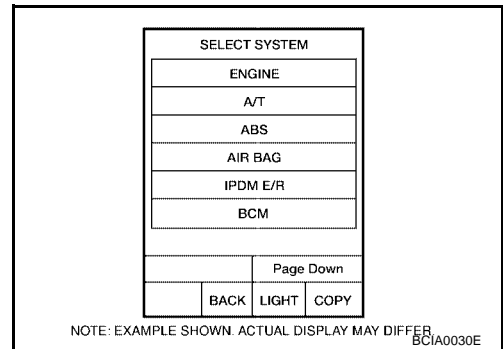 SELECT SYSTEM
ENGINE
A/T
ABS
AIR BAG
IPDM E/R
BCM
Page Down
BACK LIGHT COPY
NOTE: EXAMPLE SHOWN. ACTUAL DISPLAY MAY DIFFER.
BCIA0030E